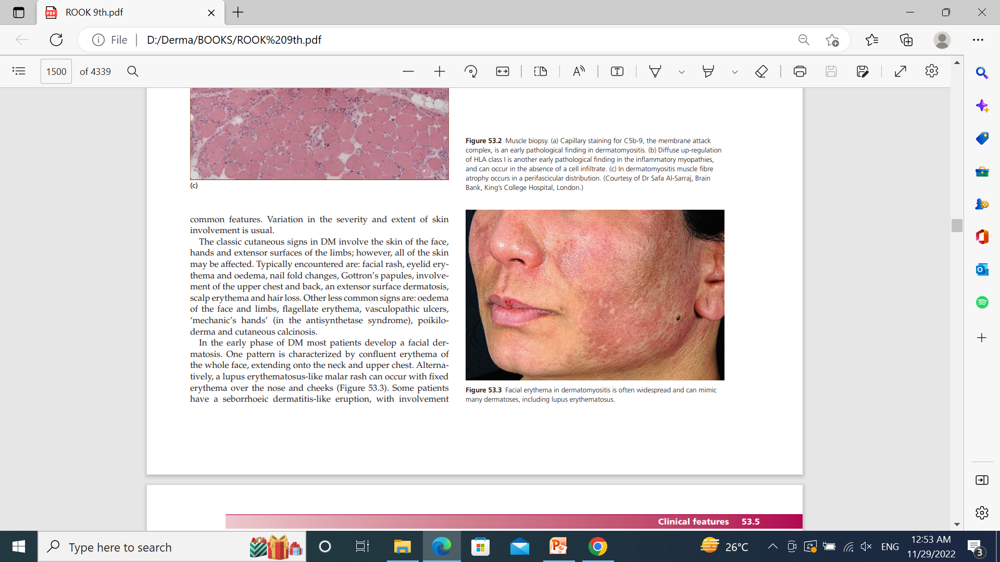 ROOK 9th.pdf
File
D:/Derma/BOOKS/ROOK%209th.pdf
1500 of 4339
(c)
Figure 53.2 Muscle biopsy. (a) Capillary staining for C5b-9, the membrane attack
complex, is an early pathological finding in dermatomyositis. (b) Diffuse up-regulation
of HLA class I is another early pathological finding in the inflammatory myopathies,
and can occur in the absence of a cell infiltrate. (c) In dermatomyositis muscle fibre
atrophy occurs in a perifascicular distribution. (Courtesy of Dr Safa Al-Sarraj, Brain
Bank, King's College Hospital, London.)
common features. Variation in the severity and extent of skin
involvement is usual.
The classic cutaneous signs in DM involve the skin of the face,
hands and extensor surfaces of the limbs; however, all of the skin
may be affected. Typically encountered are: facial rash, eyelid ery-
thema and oedema, nail fold changes, Gottron's papules, involve-
ment of the upper chest and back, an extensor surface dermatosis,
scalp erythema and hair loss. Other less common signs are: oedema
of the face and limbs, flagellate erythema, vasculopathic ulcers,
'mechanic's hands' (in the antisynthetase syndrome), poikilo-
derma and cutaneous calcinosis.
In the early phase of DM most patients develop a facial der-
matosis. One pattern is characterized by confluent erythema of
the whole face, extending onto the neck and upper chest. Alterna-
tively, a lupus erythematosus-like malar rash can occur with fixed
erythema over the nose and cheeks (Figure 53.3). Some patients
have a seborrhoeic dermatitis-like eruption, with involvement
Figure 53.3 Facial erythema in dermatomyositis is often widespread and can mimic
many dermatoses, including lupus erythematosus.
Clinical features 53.5
Type here to search
26°C
ENG
12:53 AM
11/29/2022
3